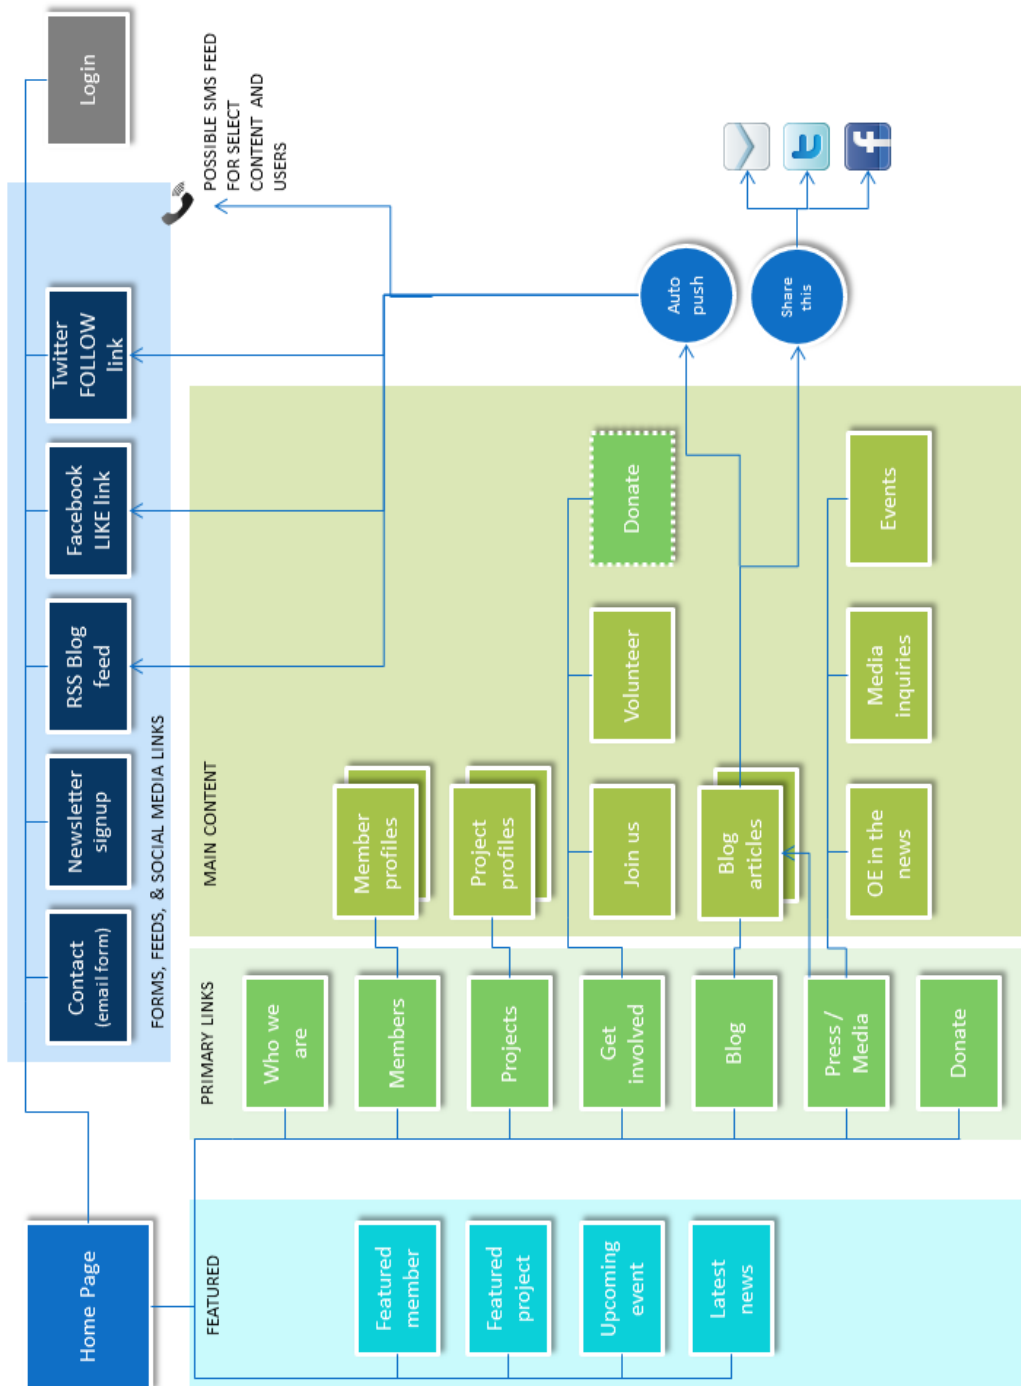 Home Page
Contact
(email form)
Newsletter
signup
RSS Blog
feed
Facebook
LIKE link
Twitter
FOLLOW
link
Login
FORMS, FEEDS, & SOCIAL MEDIA LINKS
POSSIBLE SMS FEED
FOR SELECT
CONTENT AND
USERS
FEATURED
PRIMARY LINKS
MAIN CONTENT
Featured
member
Featured
project
Upcoming
event
Latest
news
Who we
are
Members
Projects
Get
involved
Blog
Press /
Media
Donate
Member
profiles
Project
profiles
Join us
Volunteer
Donate
Blog
articles
OE in the
news
Media
inquiries
Events
Auto
push
Share
this
t
f